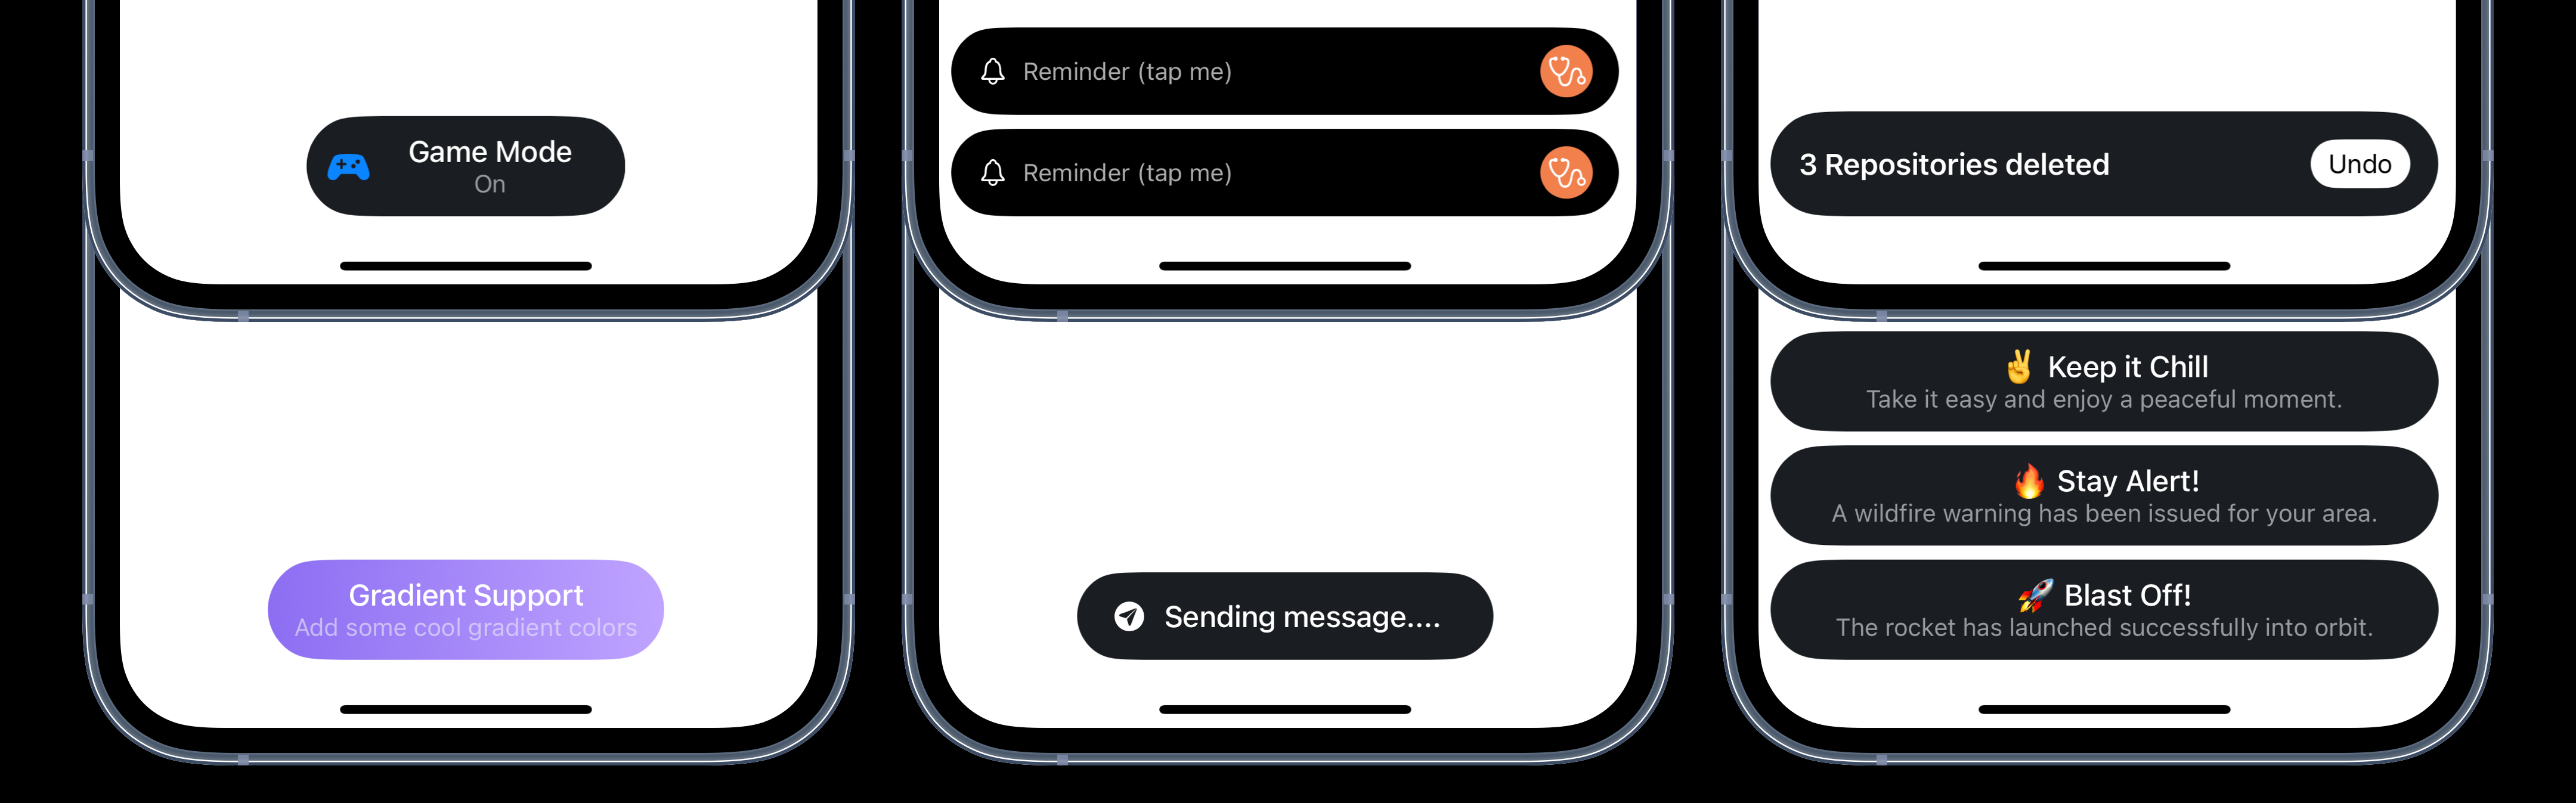 Game Mode
On
Reminder (tap me)
Reminder (tap me)
3 Repositories deleted
Undo
Gradient Support
Add some cool gradient colors
Sending message....
✌️ Keep it Chill
Take it easy and enjoy a peaceful moment.
🔥 Stay Alert!
A wildfire warning has been issued for your area.
🚀 Blast Off!
The rocket has launched successfully into orbit.